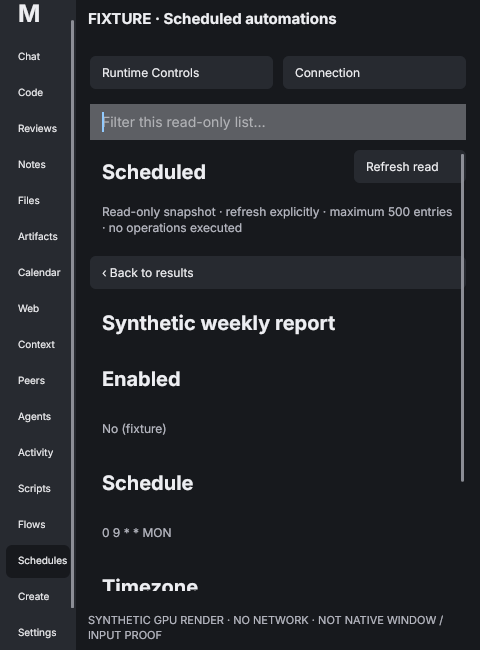 M
Chat
Code
Reviews
Notes
Files
Artifacts
Calendar
Web
Context
Peers
Agents
Activity
Scripts
Flows
Schedules
Create
Settings
FIXTURE · Scheduled automations
Runtime Controls
Connection
Filter this read-only list...
Scheduled
Refresh read
Read-only snapshot · refresh explicitly · maximum 500 entries
· no operations executed
‹ Back to results
Synthetic weekly report
Enabled
No (fixture)
Schedule
0 9 * * MON
Timezone
SYNTHETIC GPU RENDER · NO NETWORK · NOT NATIVE WINDOW /
INPUT PROOF